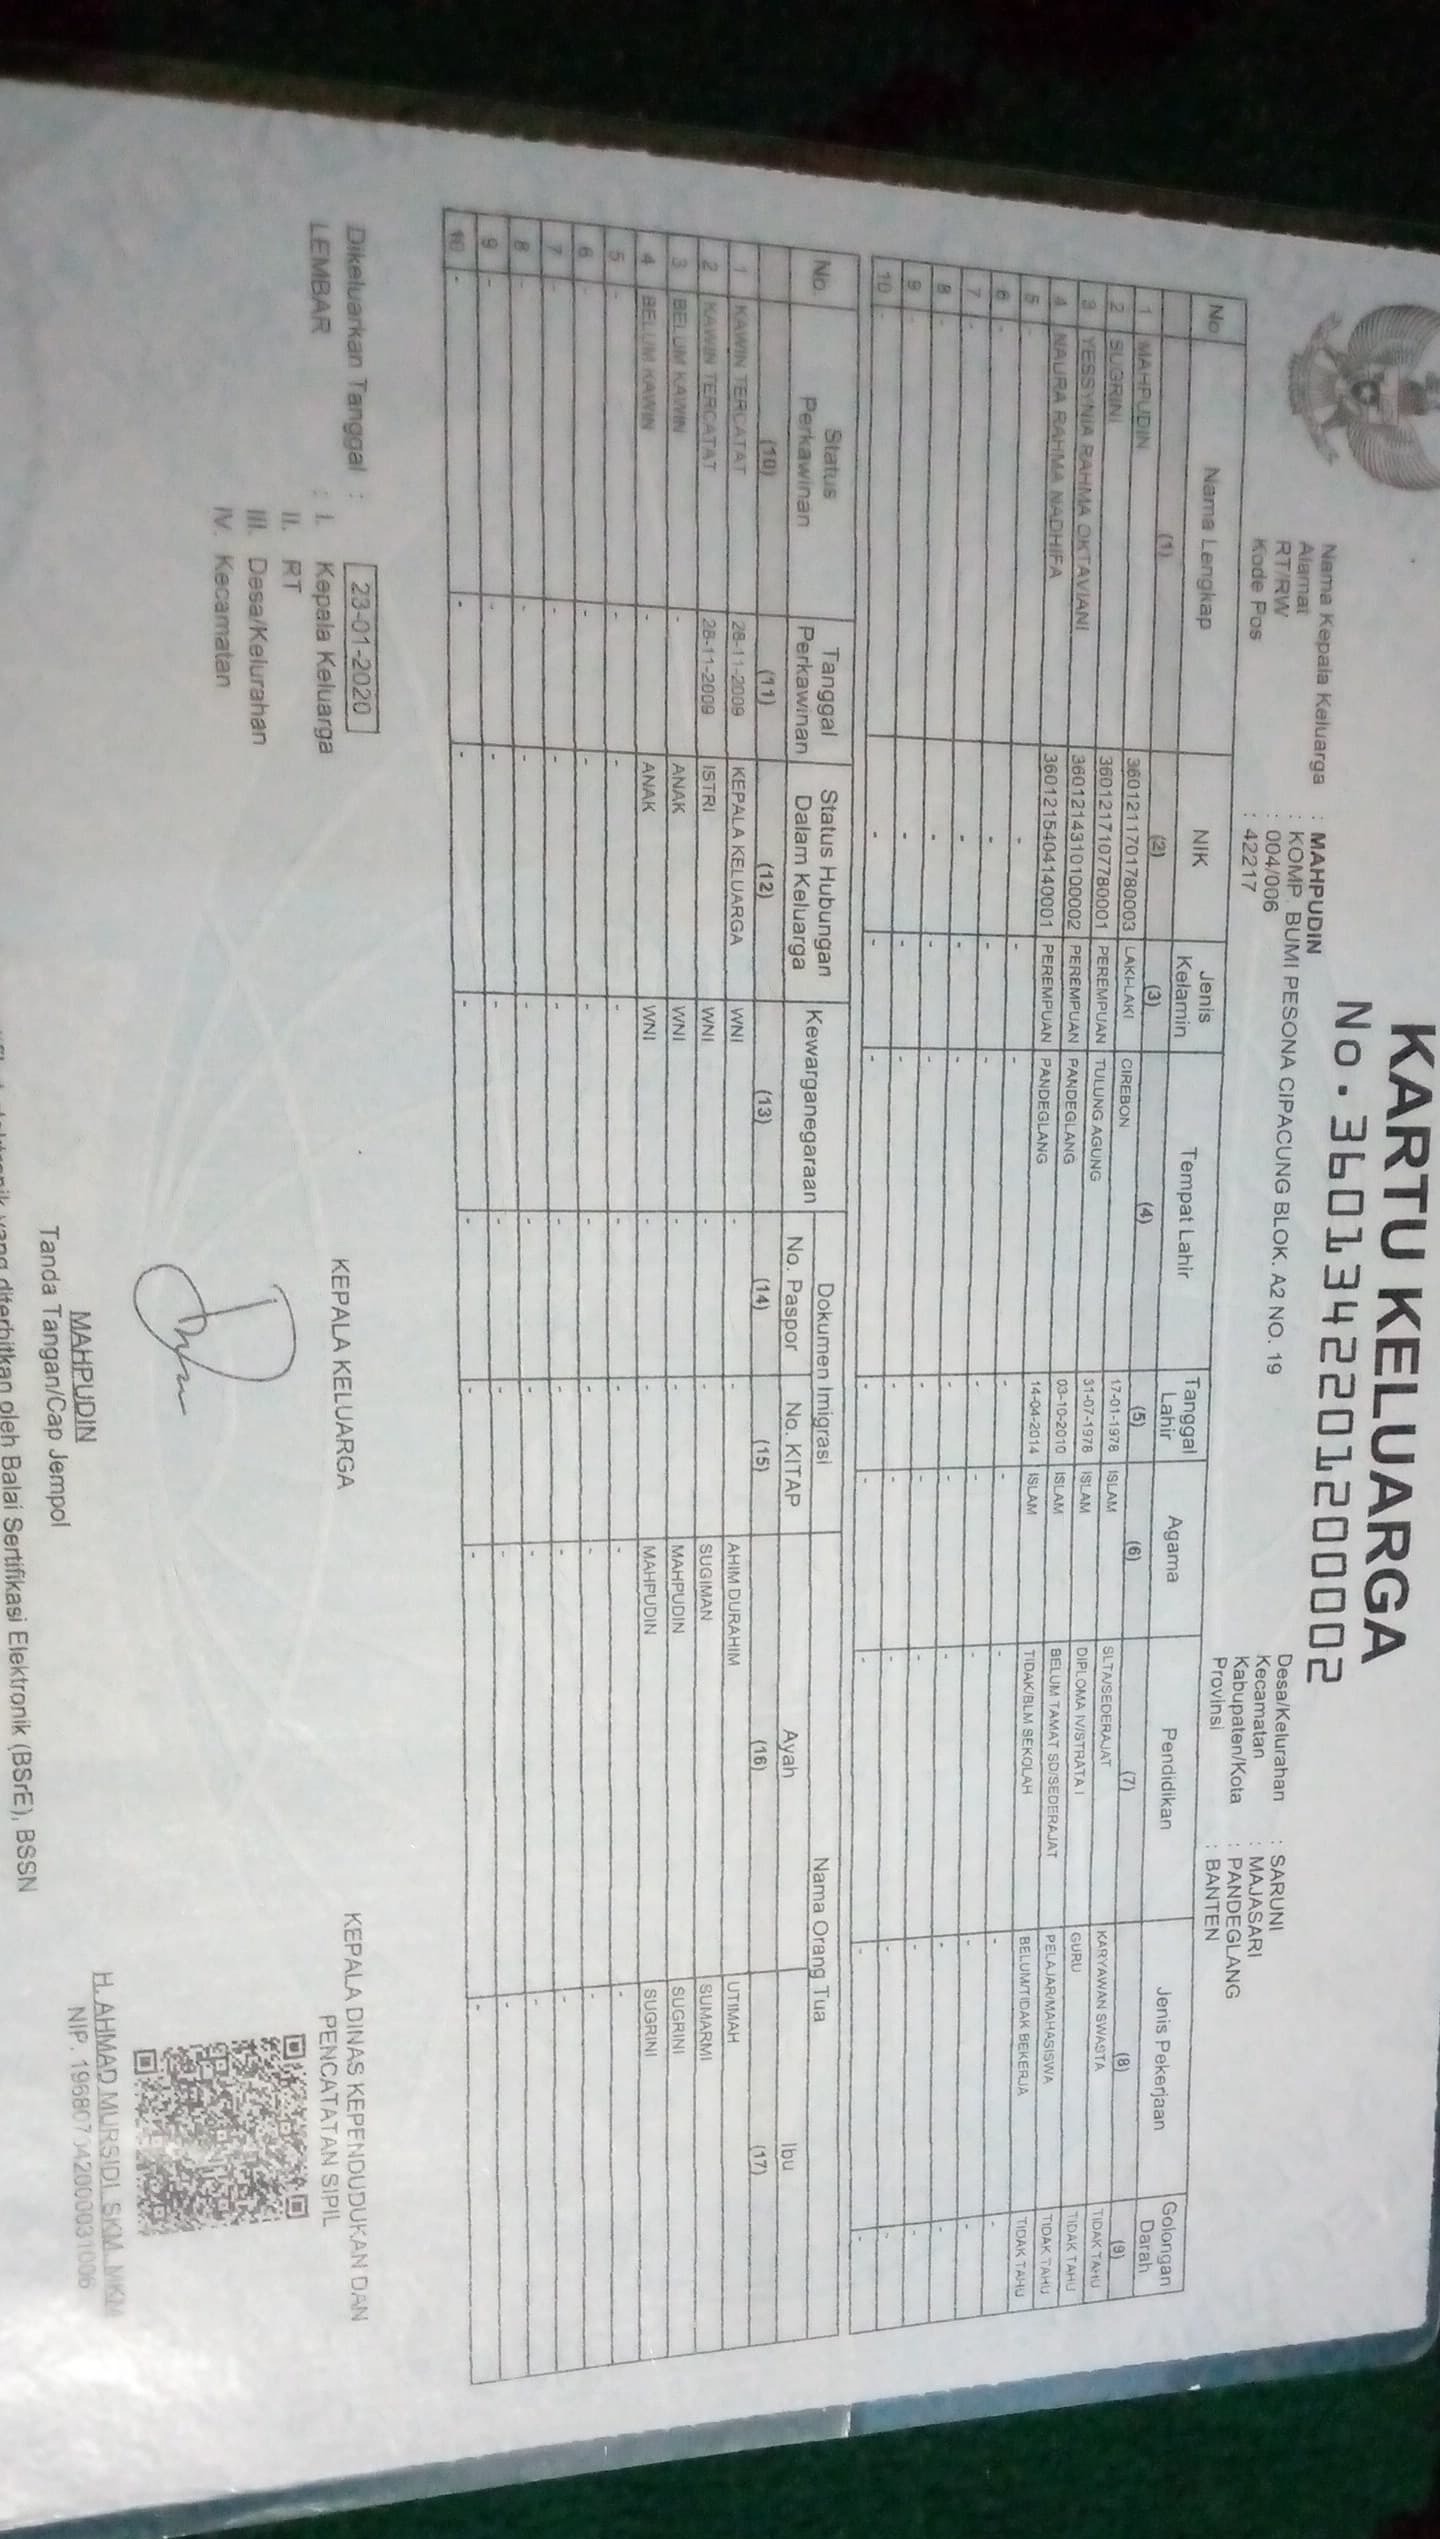 KARTU KELUARGA
No. 3601342201200002
Nama Kepala Keluarga : MAHPUDIN
Alamat : KOMP. BUMI PESONA CIPACUNG BLOK. A2 NO. 19
RT/RW : 004/006
Kode Pos : 42217
Desa/Kelurahan : SARUNI
Kecamatan : MAJASARI
Kabupaten/Kota : PANDEGLANG
Provinsi : BANTEN
No Nama Lengkap NIK Jenis Kelamin Tempat Lahir Tanggal Lahir Agama Pendidikan Jenis Pekerjaan Golongan Darah
(1) (2) (3) (4) (5) (6) (7) (8) (9)
1 MAHPUDIN 3601211701780003 LAKI-LAKI CIREBON 17-01-1978 ISLAM SLTA/SEDERAJAT KARYAWAN SWASTA TIDAK TAHU
2 SUGRINI 3601217107780001 PEREMPUAN TULUNG AGUNG 31-07-1978 ISLAM DIPLOMA IV/STRATA I GURU TIDAK TAHU
3 YESSYNIA RAHMA OKTAVIANI 3601214310100002 PEREMPUAN PANDEGLANG 03-10-2010 ISLAM BELUM TAMAT SD/SEDERAJAT PELAJAR/MAHASISWA TIDAK TAHU
4 NAURA RAHMA NADHIFA 3601215404140001 PEREMPUAN PANDEGLANG 14-04-2014 ISLAM TIDAK/BLM SEKOLAH BELUM/TIDAK BEKERJA TIDAK TAHU
5 - - - - - - - - -
6 - - - - - - - - -
7 - - - - - - - - -
8 - - - - - - - - -
9 - - - - - - - - -
10 - - - - - - - - -
No. Status Perkawinan Tanggal Perkawinan Status Hubungan Dalam Keluarga Kewarganegaraan Dokumen Imigrasi Nama Orang Tua
No. Paspor No. KITAP Ayah Ibu
(10) (11) (12) (13) (14) (15) (16) (17)
1 KAWIN TERCATAT 28-11-2009 KEPALA KELUARGA WNI - - AHIM DURAHIM UTIMAH
2 KAWIN TERCATAT 28-11-2009 ISTRI WNI - - SUGIMAN SUMARMI
3 BELUM KAWIN - ANAK WNI - - MAHPUDIN SUGRINI
4 BELUM KAWIN - ANAK WNI - - MAHPUDIN SUGRINI
5 - - - - - - - -
6 - - - - - - - -
7 - - - - - - - -
8 - - - - - - - -
9 - - - - - - - -
10 - - - - - - - -
Dikeluarkan Tanggal : 23-01-2020
LEMBAR : I. Kepala Keluarga
II. RT
III. Desa/Kelurahan
IV. Kecamatan
KEPALA KELUARGA
MAHPUDIN
Tanda Tangan/Cap Jempol
KEPALA DINAS KEPENDUDUKAN DAN
PENCATATAN SIPIL
H. AHMAD MURSIDI, SKM, MKM
NIP. 196807042000031006
yang diterbitkan oleh Balai Sertifikasi Elektronik (BSrE), BSSN